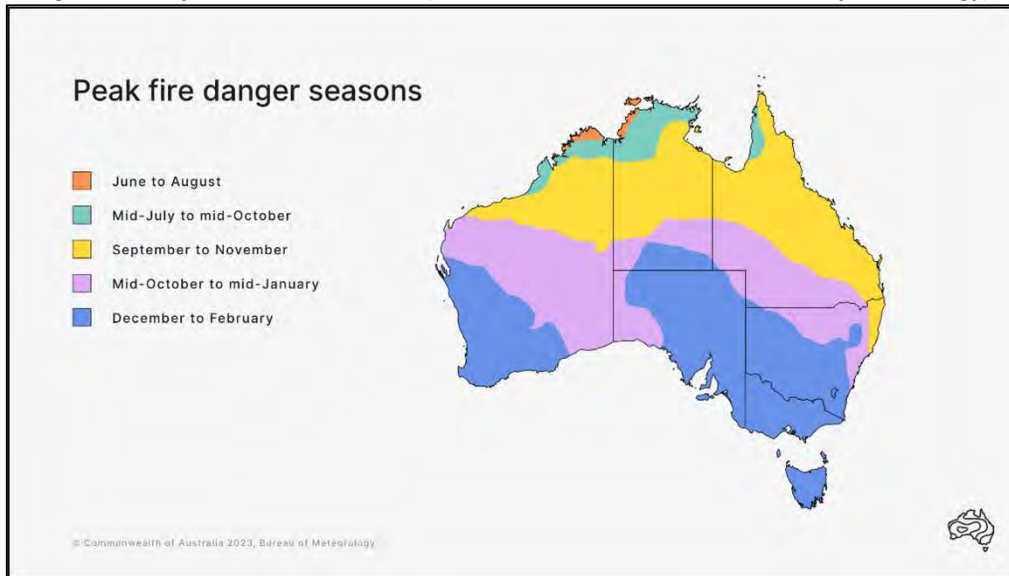 Peak fire danger seasons
June to August
Mid-July to mid-October
September to November
Mid-October to mid-January
December to February
© Commonwealth of Australia 2023, Bureau of Meteorology